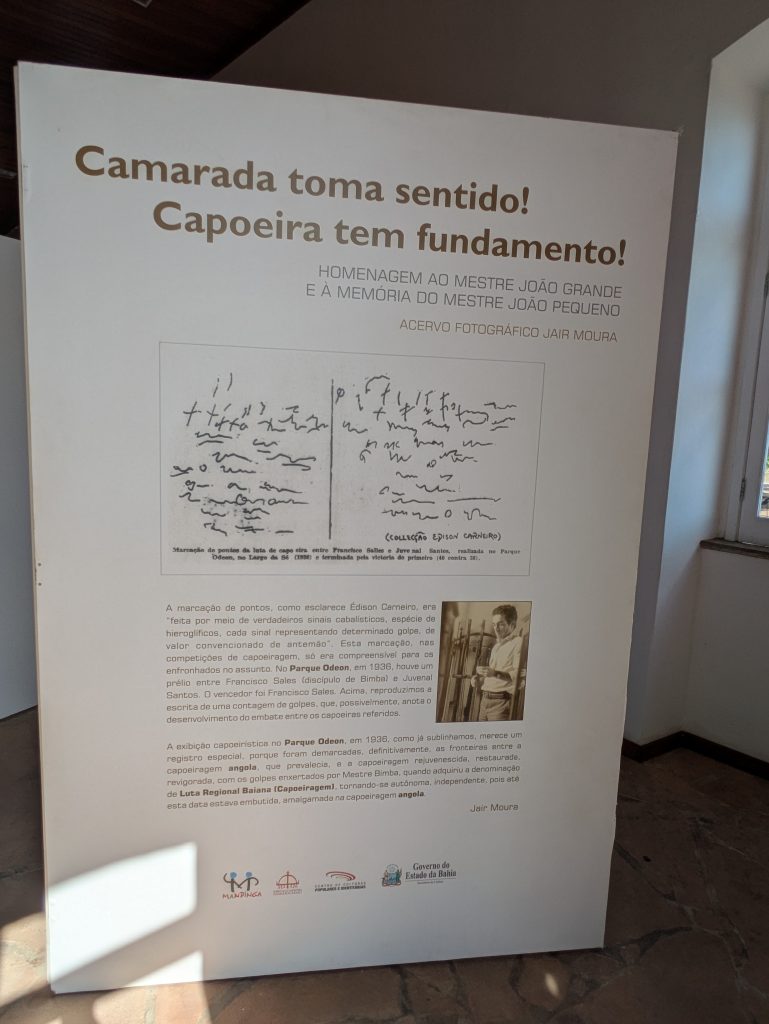 Camarada toma sentido!
Capoeira tem fundamento!
HOMENAGEM AO MESTRE JOÃO GRANDE
E À MEMÓRIA DO MESTRE JOÃO PEQUENO
ACERVO FOTOGRÁFICO JAIR MOURA
(COLLECÇÃO EDISON CARNEIRO)
Marcação de pontos da luta de capo eira entre Francisco Salles e Juve nal Santos, realizada no Parque
Odeon, no Largo da Sé (1936) e terminada pela victoria do primeiro
A marcação de pontos, como esclarece Édison Carneiro, era
"feita por meio de verdadeiros sinais cabalísticos, espécie de
hieroglíficos, cada sinal representando determinado golpe, de
valor convencionado de antemão". Esta marcação, nas
competições de capoeiragem, só era compreensível para os
enfronhados no assunto. No Parque Odeon, em 1936, houve um
prélio entre Francisco Sales (discípulo de Bimba) e Juvenal
Santos. O vencedor foi Francisco Sales. Acima, reproduzimos a
escrita de uma contagem de golpes, que, possivelmente, anota o
desenvolvimento do embate entre os capoeiras referidos.
A exibição capoeirística no Parque Odeon, em 1936, como já sublinhamos, merece um
registro especial, porque foram demarcadas, definitivamente, as fronteiras entre a
capoeiragem angola, que prevalecia, e a capoeiragem rejuvenescida, restaurada,
revigorada, com os golpes enxertados por Mestre Bimba, quando adquiriu a denominação
de Luta Regional Baiana (Capoeiragem), tornando-se autônoma, independente, pois até
esta data estava embutida, amalgamada na capoeiragem angola.
Jair Moura
MANDINGA
CENTRO DE CULTURAS
POPULARES E IDENTITÁRIAS
Governo do
Estado da Bahia